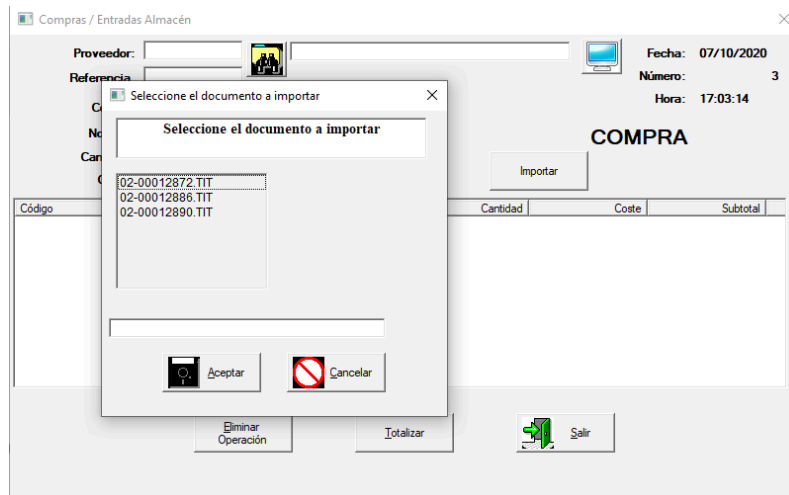 Compras / Entradas Almacén
Proveedor:
Fecha: 07/10/2020
Referencia
Número: 3
Hora: 17:03:14
COMPRA
Importar
Seleccione el documento a importar
Seleccione el documento a importar
02-00012872.TIT
02-00012886.TIT
02-00012890.TIT
Aceptar
Cancelar
Código Cantidad Coste Subtotal
Eliminar
Operación
Totalizar
Salir